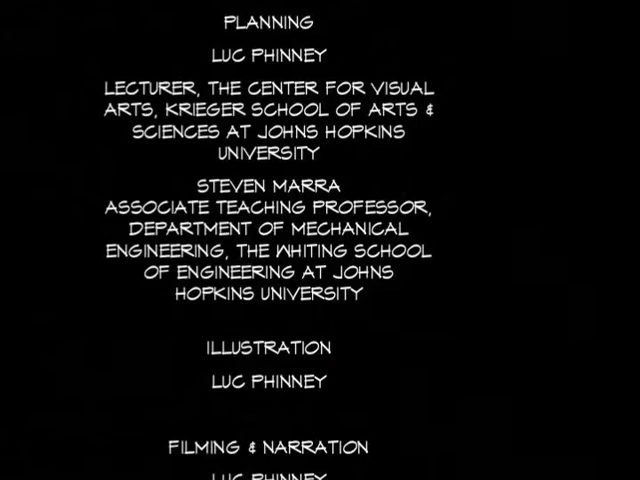 PLANNING
LUC PHINNEY
LECTURER, THE CENTER FOR VISUAL
ARTS, KRIEGER SCHOOL OF ARTS &
SCIENCES AT JOHNS HOPKINS
UNIVERSITY
STEVEN MARRA
ASSOCIATE TEACHING PROFESSOR,
DEPARTMENT OF MECHANICAL
ENGINEERING, THE WHITING SCHOOL
OF ENGINEERING AT JOHNS
HOPKINS UNIVERSITY
ILLUSTRATION
LUC PHINNEY
FILMING & NARRATION
LUC PHINNEY